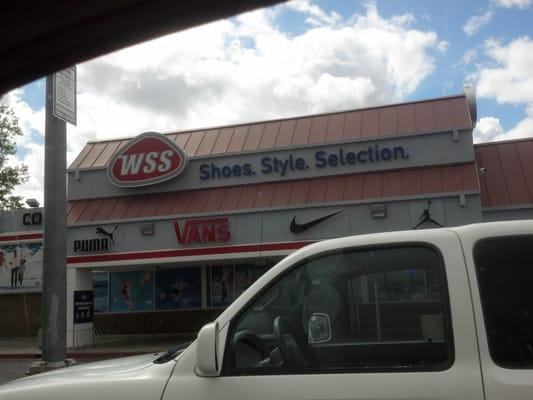 WSS
Shoes. Style. Selection.
VANS
PUMA